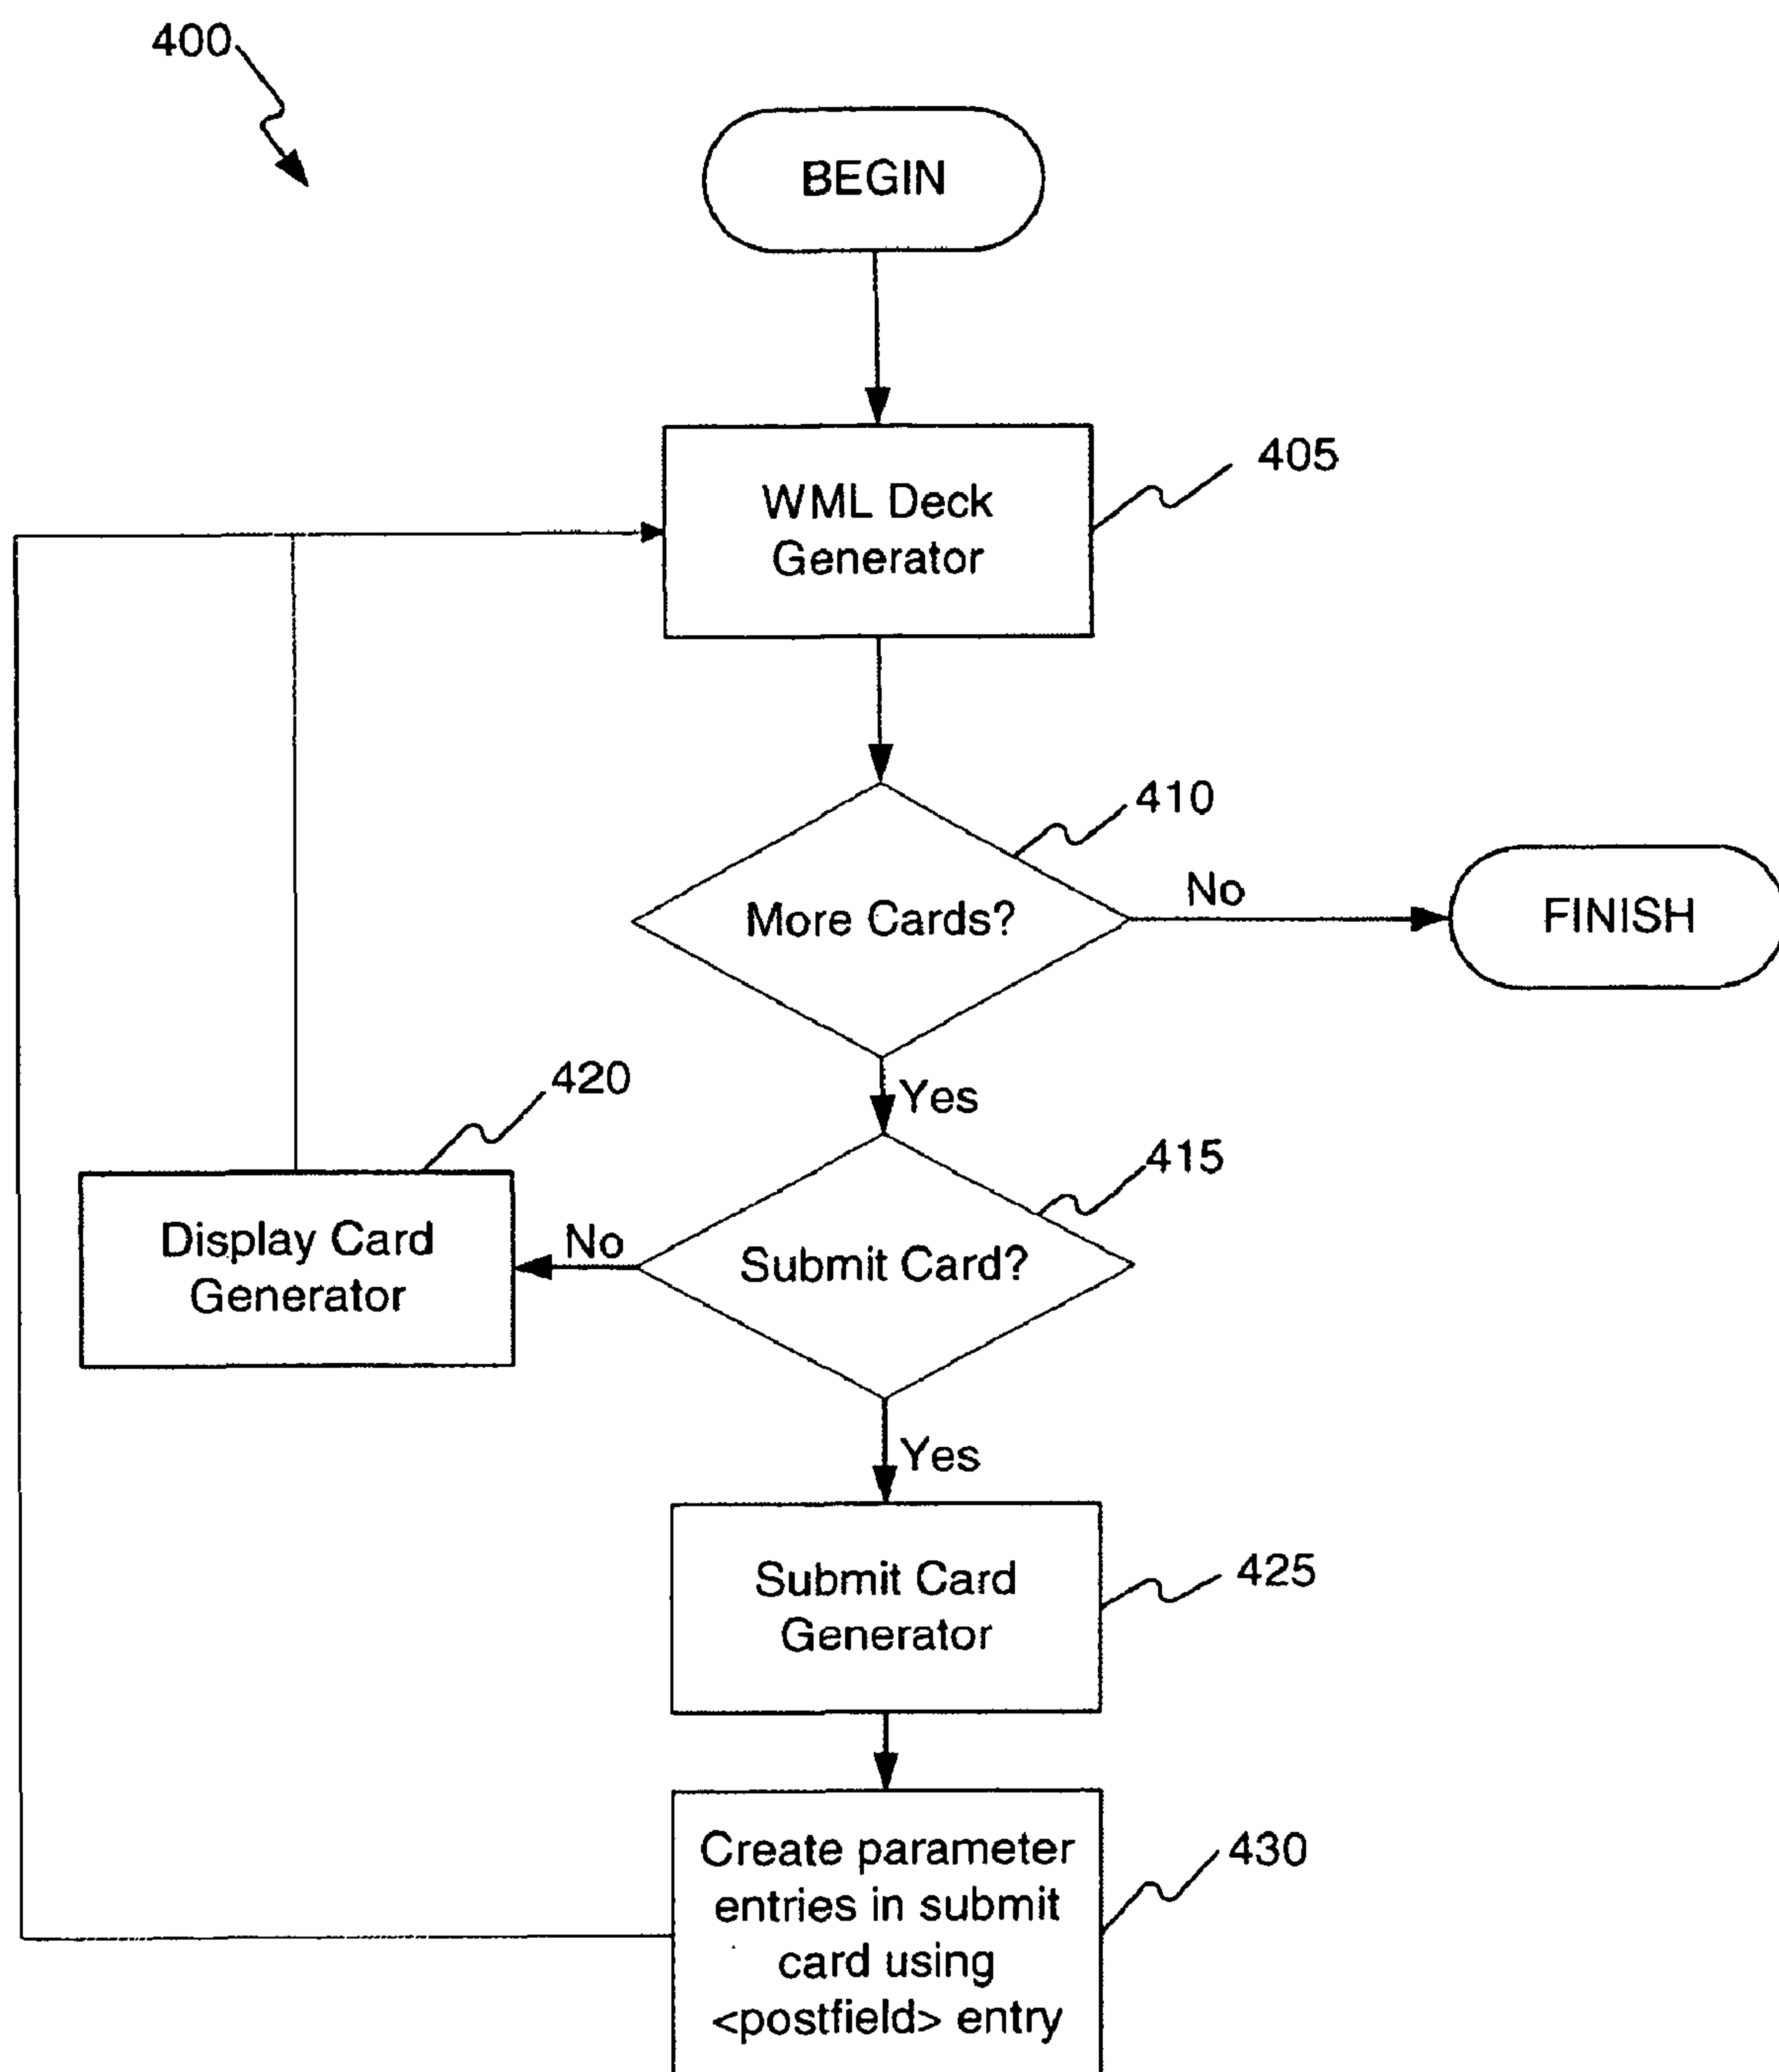 400
BEGIN
405
WML Deck
Generator
410
More Cards?
No
FINISH
Yes
420
415
Display Card
Generator
No
Submit Card?
Yes
Submit Card
Generator
425
Create parameter
entries in submit
card using
<postfield> entry
430